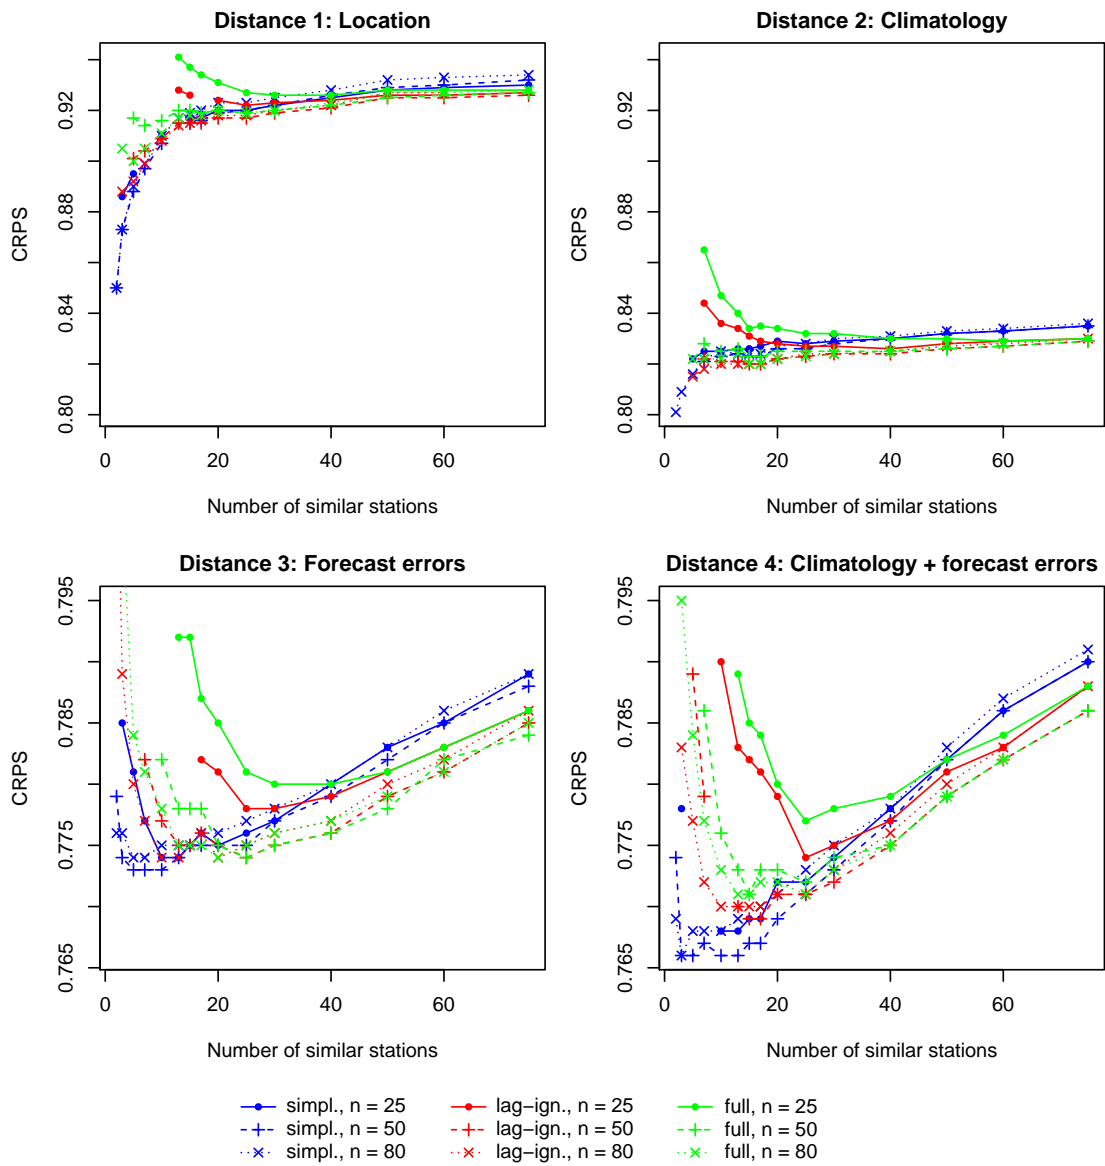 Distance 1: Location
CRPS
0.80 0.84 0.88 0.92
0 20 40 60
Number of similar stations
Distance 2: Climatology
CRPS
0.80 0.84 0.88 0.92
0 20 40 60
Number of similar stations
Distance 3: Forecast errors
CRPS
0.765 0.775 0.785 0.795
0 20 40 60
Number of similar stations
Distance 4: Climatology + forecast errors
CRPS
0.765 0.775 0.785 0.795
0 20 40 60
Number of similar stations
simpl., n = 25
simpl., n = 50
simpl., n = 80
lag−ign., n = 25
lag−ign., n = 50
lag−ign., n = 80
full, n = 25
full, n = 50
full, n = 80